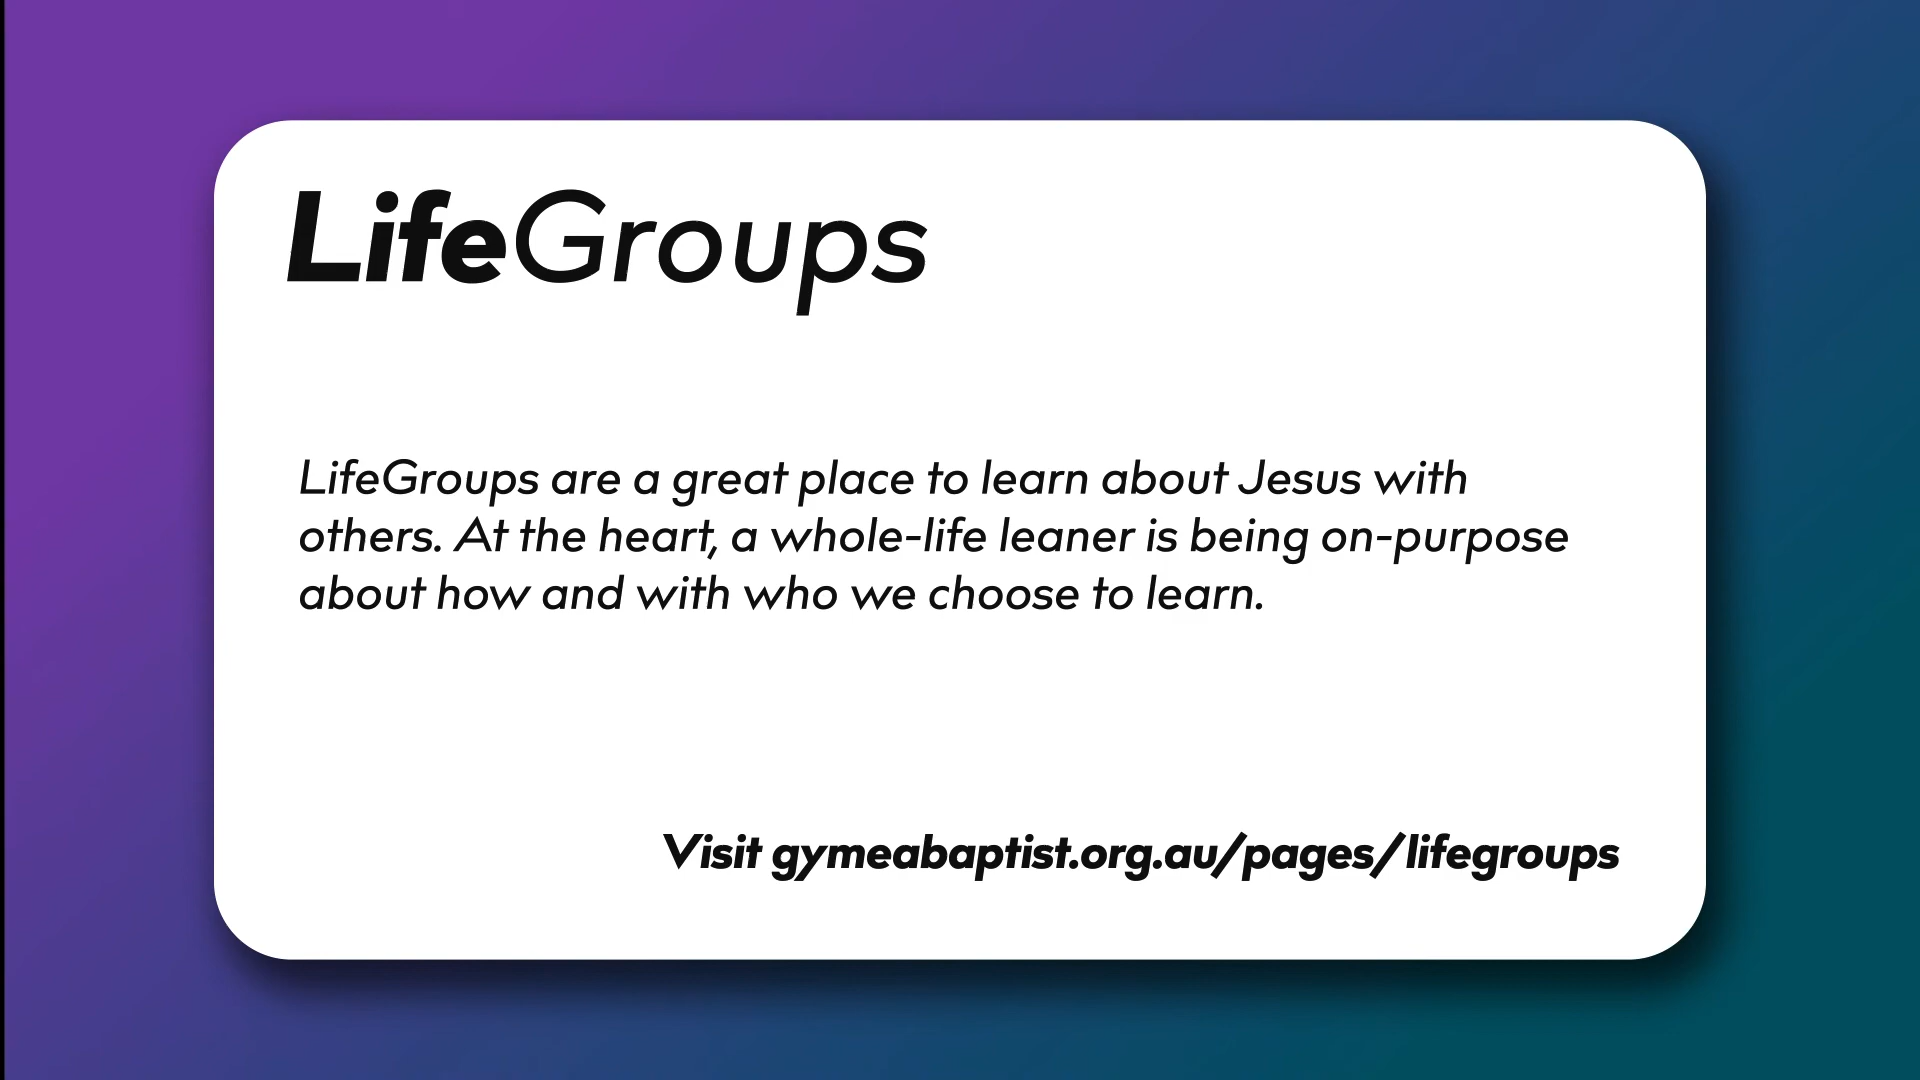 LifeGroups
LifeGroups are a great place to learn about Jesus with
others. At the heart, a whole-life leaner is being on-purpose
about how and with who we choose to learn.
Visit gymeabaptist.org.au/pages/lifegroups